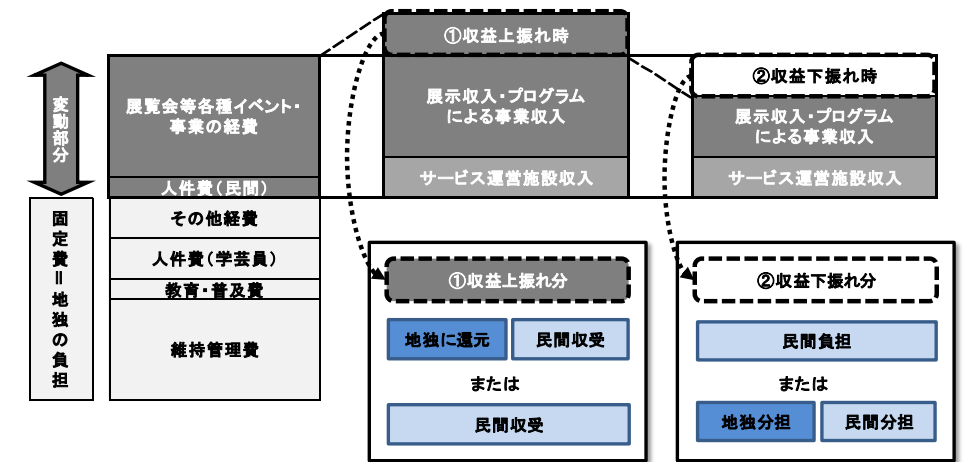 変動部分
固定費＝地独の負担
展覧会等各種イベント・
事業の経費
人件費（民間）
その他経費
人件費（学芸員）
教育・普及費
維持管理費
①収益上振れ時
展示収入・プログラム
による事業収入
サービス運営施設収入
②収益下振れ時
展示収入・プログラム
による事業収入
サービス運営施設収入
①収益上振れ分
地独に還元
民間収受
または
民間収受
②収益下振れ分
民間負担
または
地独分担
民間分担